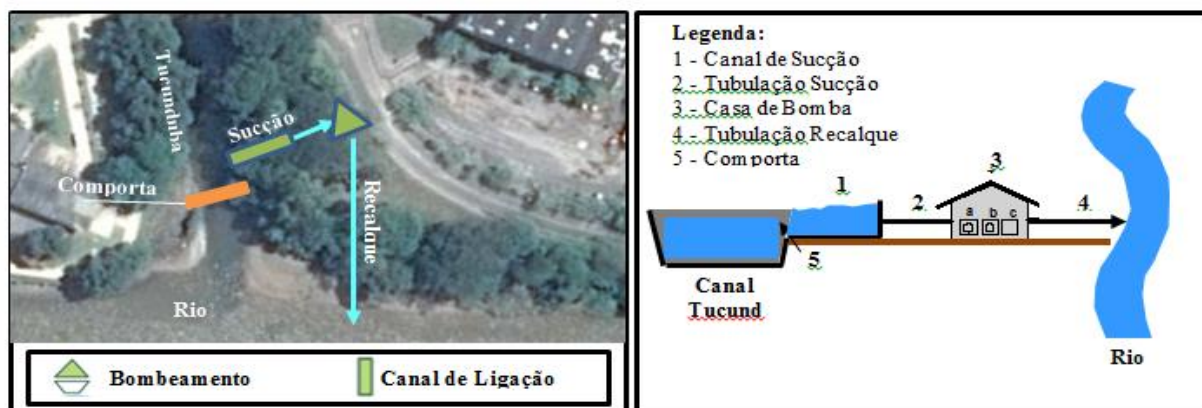 Tucunduba
Sucção
Comporta
Recalque
Rio
Bombeamento
Canal de Ligação
Legenda:
1 - Canal de Sucção
2 - Tubulação Sucção
3 - Casa de Bomba
4 - Tubulação Recalque
5 - Comporta
3
1
2
4
a b c
5
Canal
Tucund
Rio